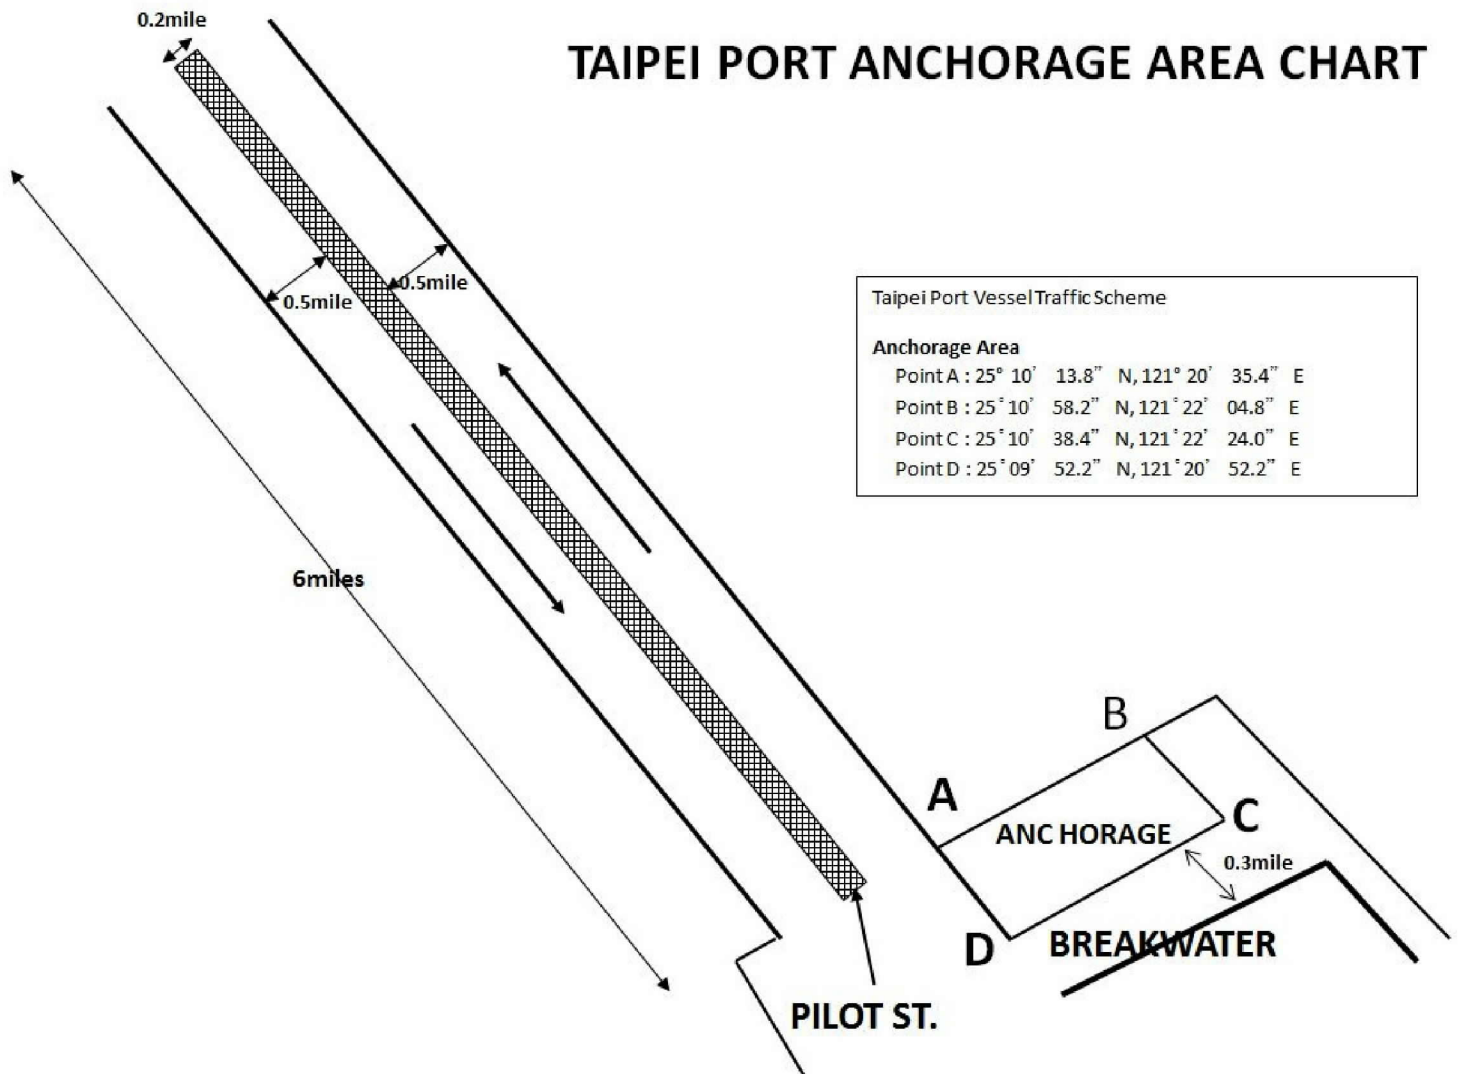 0.2mile
TAIPEI PORT ANCHORAGE AREA CHART
0.5mile
0.5mile
Taipei Port Vessel Traffic Scheme
Anchorage Area
Point A : 25° 10' 13.8" N, 121° 20' 35.4" E
Point B : 25° 10' 58.2" N, 121° 22' 04.8" E
Point C : 25° 10' 38.4" N, 121° 22' 24.0" E
Point D : 25° 09' 52.2" N, 121° 20' 52.2" E
6miles
B
A
C
ANC HORAGE
0.3mile
D
BREAKWATER
PILOT ST.